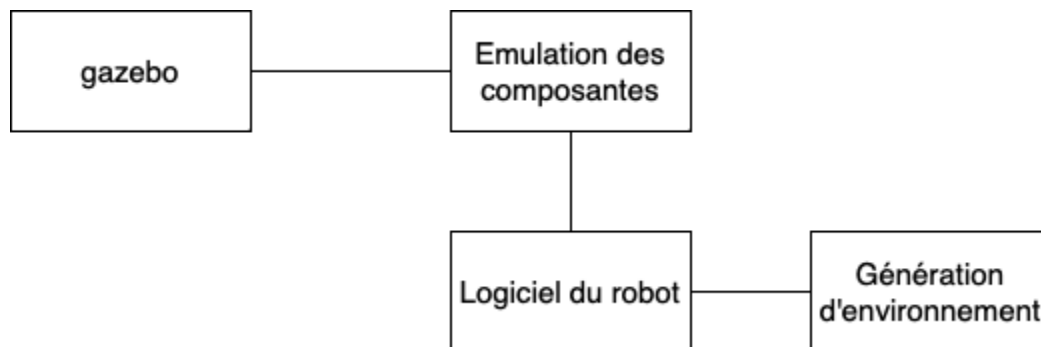 gazebo
Emulation des
composantes
Logiciel du robot
Génération
d'environnement